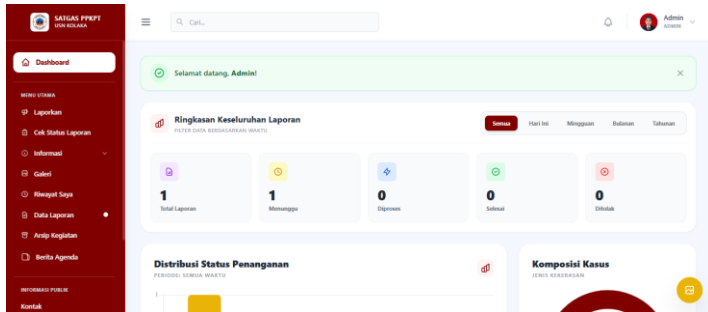 SATGAS PPKPT
USN KOLAKA
Cari...
Admin
ADMIN
Dashboard
Selamat datang, Admin!
MENU UTAMA
Laporkan
Cek Status Laporan
Informasi
Galeri
Riwayat Saya
Data Laporan
Arsip Kegiatan
Berita Agenda
INFORMASI PUBLIK
Kontak
Ringkasan Keseluruhan Laporan
FILTER DATA BERDASARKAN WAKTU
Semua Hari Ini Mingguan Bulanan Tahunan
1
Total Laporan
1
Menunggu
0
Diproses
0
Selesai
0
Ditolak
Distribusi Status Penanganan
PERIODE: SEMUA WAKTU
1
Komposisi Kasus
JENIS KEKERASAN